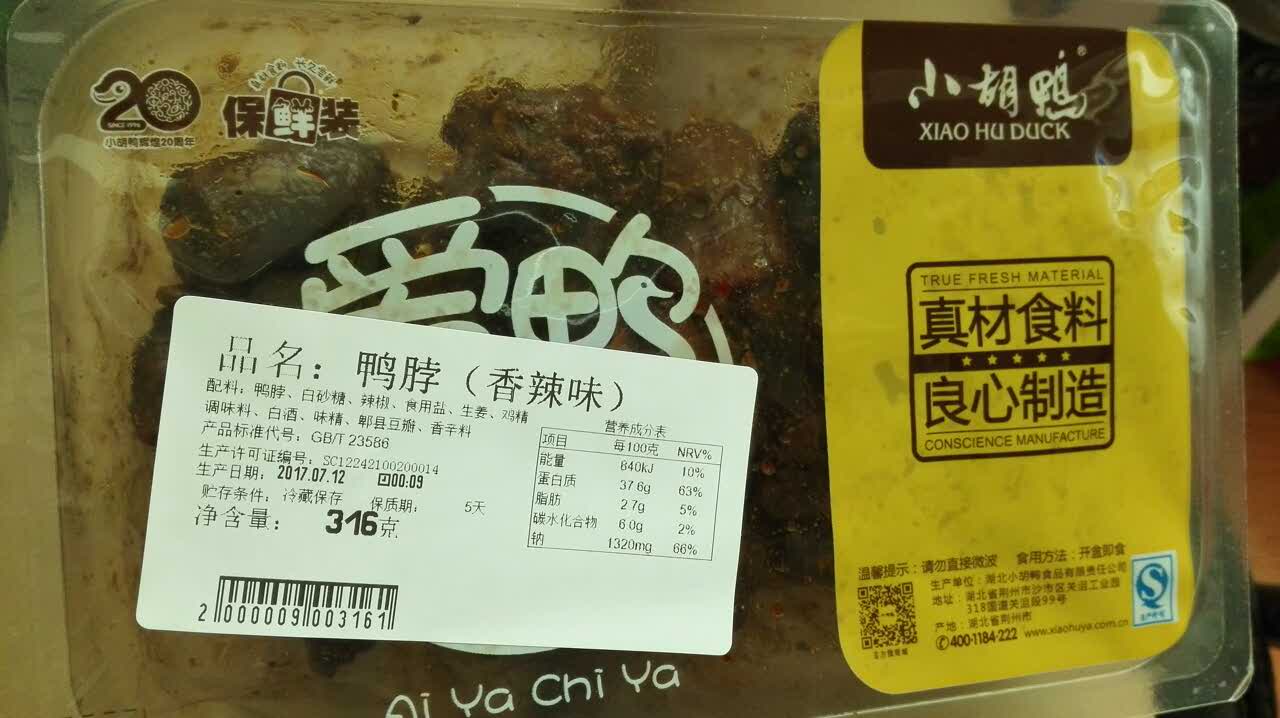 20
SINCE 1996
小胡鸭辉煌20周年
保鲜装
爱鸭
品名：鸭脖（香辣味）
配料：鸭脖、白砂糖、辣椒、食用盐、生姜、鸡精
调味料、白酒、味精、郫县豆瓣、香辛料
产品标准代号：GB/T 23586
生产许可证编号：SC12242100200014
生产日期：2017.07.12 回00:09
贮存条件：冷藏保存 保质期：5天
净含量：316克
营养成分表
项目 每100克 NRV%
能量 840kJ 10%
蛋白质 37.6g 63%
脂肪 2.7g 5%
碳水化合物 6.0g 2%
钠 1320mg 66%
2 000009 003161
Ai Ya Chi Ya
小胡鸭®
XIAO HU DUCK
TRUE FRESH MATERIAL
真材食料
良心制造
CONSCIENCE MANUFACTURE
温馨提示：请勿直接微波 食用方法：开盒即食
生产单位：湖北小胡鸭食品有限责任公司
地址：湖北省荆州市沙市区关沮工业园
318国道关沮段99号
产地：湖北省荆州市
400-1184-222 www.xiaohuya.com.cn